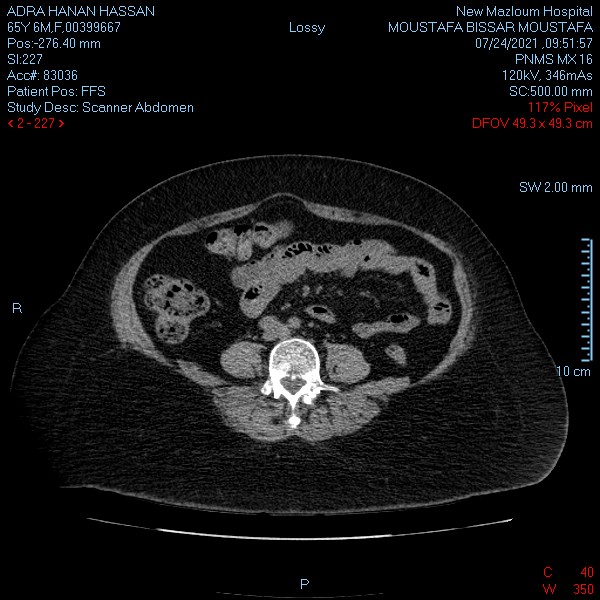 ADRA HANAN HASSAN
65Y 6M,F,00399667
Pos:-276.40 mm
SI:227
Acc#: 83036
Patient Pos: FFS
Study Desc: Scanner Abdomen
< 2 - 227 >
Lossy
New Mazloum Hospital
MOUSTAFA BISSAR MOUSTAFA
07/24/2021 ,09:51:57
PNMS MX 16
120kV, 346mAs
SC:500.00 mm
117% Pixel
DFOV 49.3 x 49.3 cm
SW 2.00 mm
R
10 cm
P
C 40
W 350